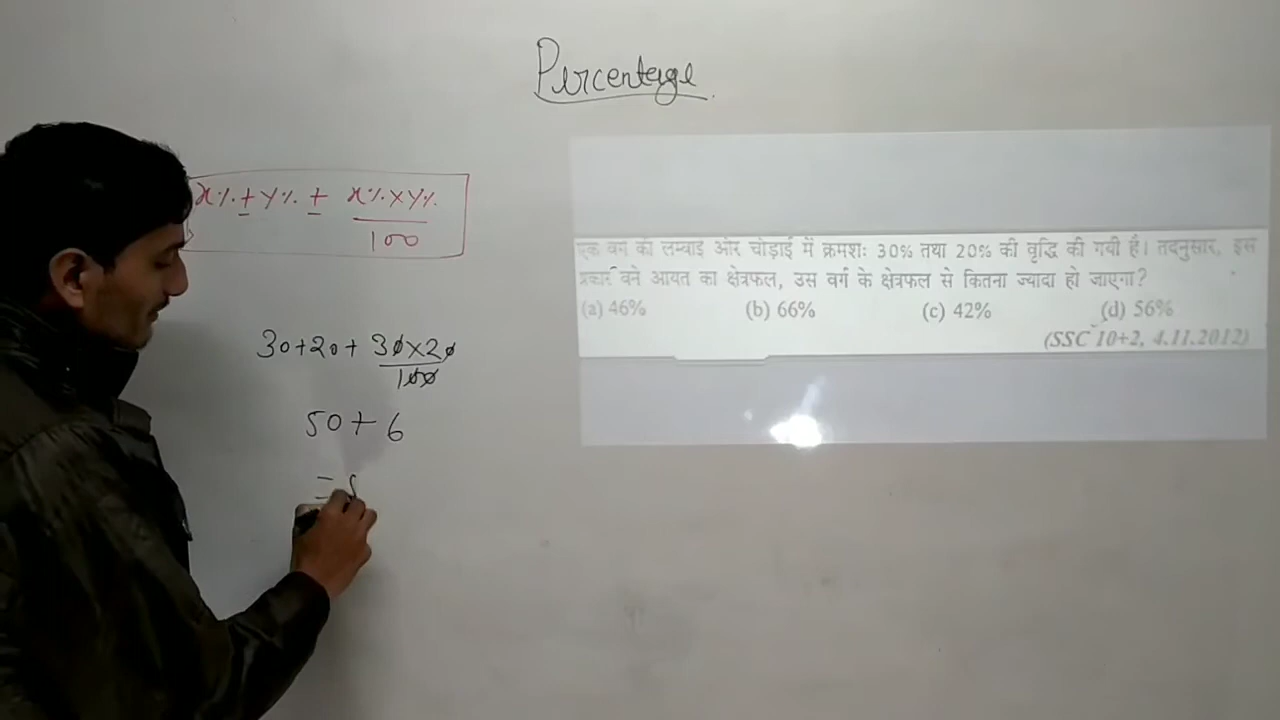 Percentage
x% ± y% ± x% × y%
100
एक वर्ग की लम्बाई और चौड़ाई में क्रमशः 30% तथा 20% की वृद्धि की गयी है। तदनुसार, इस
प्रकार बने आयत का क्षेत्रफल, उस वर्ग के क्षेत्रफल से कितना ज्यादा हो जाएगा?
(a) 46% (b) 66% (c) 42% (d) 56%
(SSC 10+2, 4.11.2012)
30+20+ 30×20
100
50+6
=